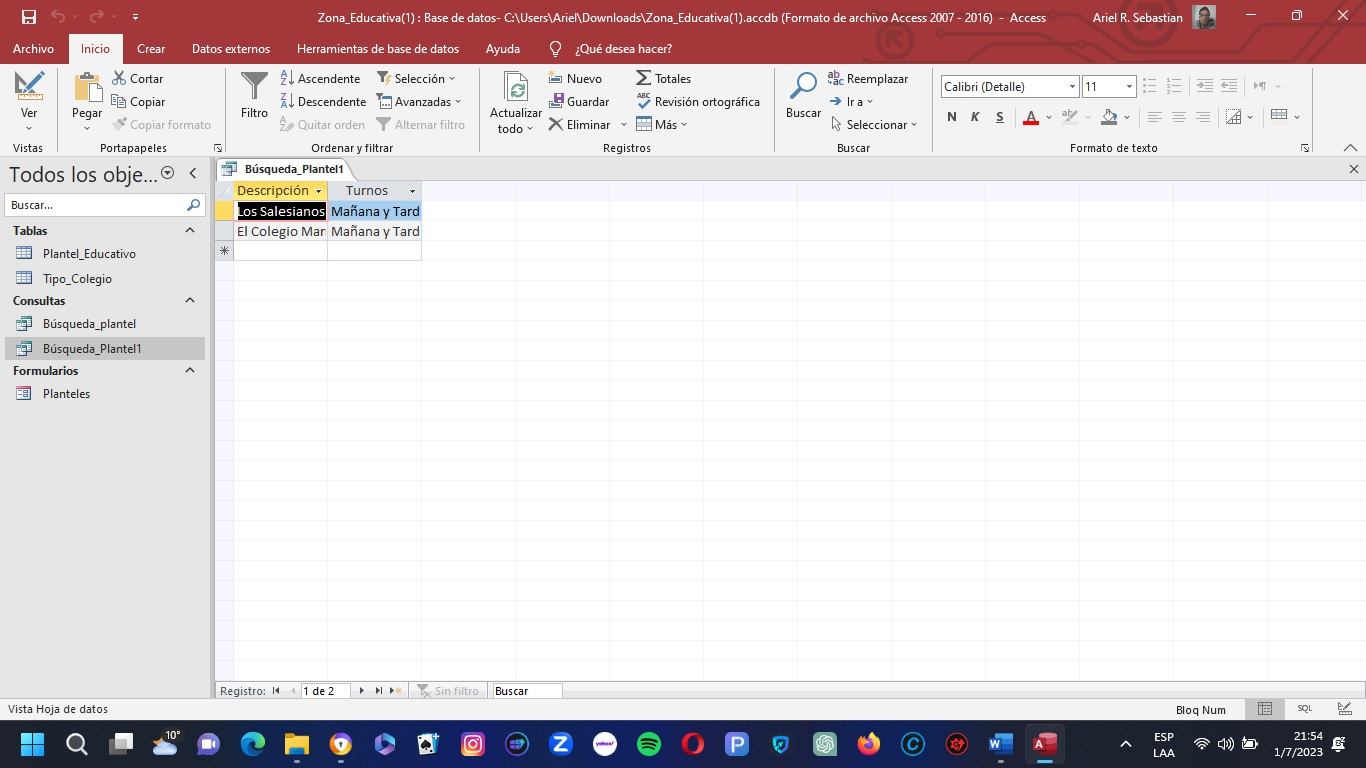 Zona_Educativa(1) : Base de datos- C:\Users\Ariel\Downloads\Zona_Educativa(1).accdb (Formato de archivo Access 2007 - 2016) - Access
Ariel R. Sebastian
Archivo Inicio Crear Datos externos Herramientas de base de datos Ayuda ¿Qué desea hacer?
Ver
Vistas
Pegar
Cortar
Copiar
Copiar formato
Portapapeles
Filtro
Ascendente
Descendente
Quitar orden
Selección
Avanzadas
Alternar filtro
Ordenar y filtrar
Actualizar
todo
Nuevo
Guardar
Eliminar
Totales
Revisión ortográfica
Más
Registros
Buscar
Reemplazar
Ir a
Seleccionar
Buscar
Calibri (Detalle) 11
N K S
Formato de texto
Todos los obje...
Buscar...
Tablas
Plantel_Educativo
Tipo_Colegio
Consultas
Búsqueda_plantel
Búsqueda_Plantel1
Formularios
Planteles
Búsqueda_Plantel1
Descripción Turnos
Los Salesianos Mañana y Tard
El Colegio Mar Mañana y Tard
Registro: 1 de 2 Sin filtro Buscar
Vista Hoja de datos
Bloq Num
SQL
10°
yahoo!
ESP
LAA
21:54
1/7/2023